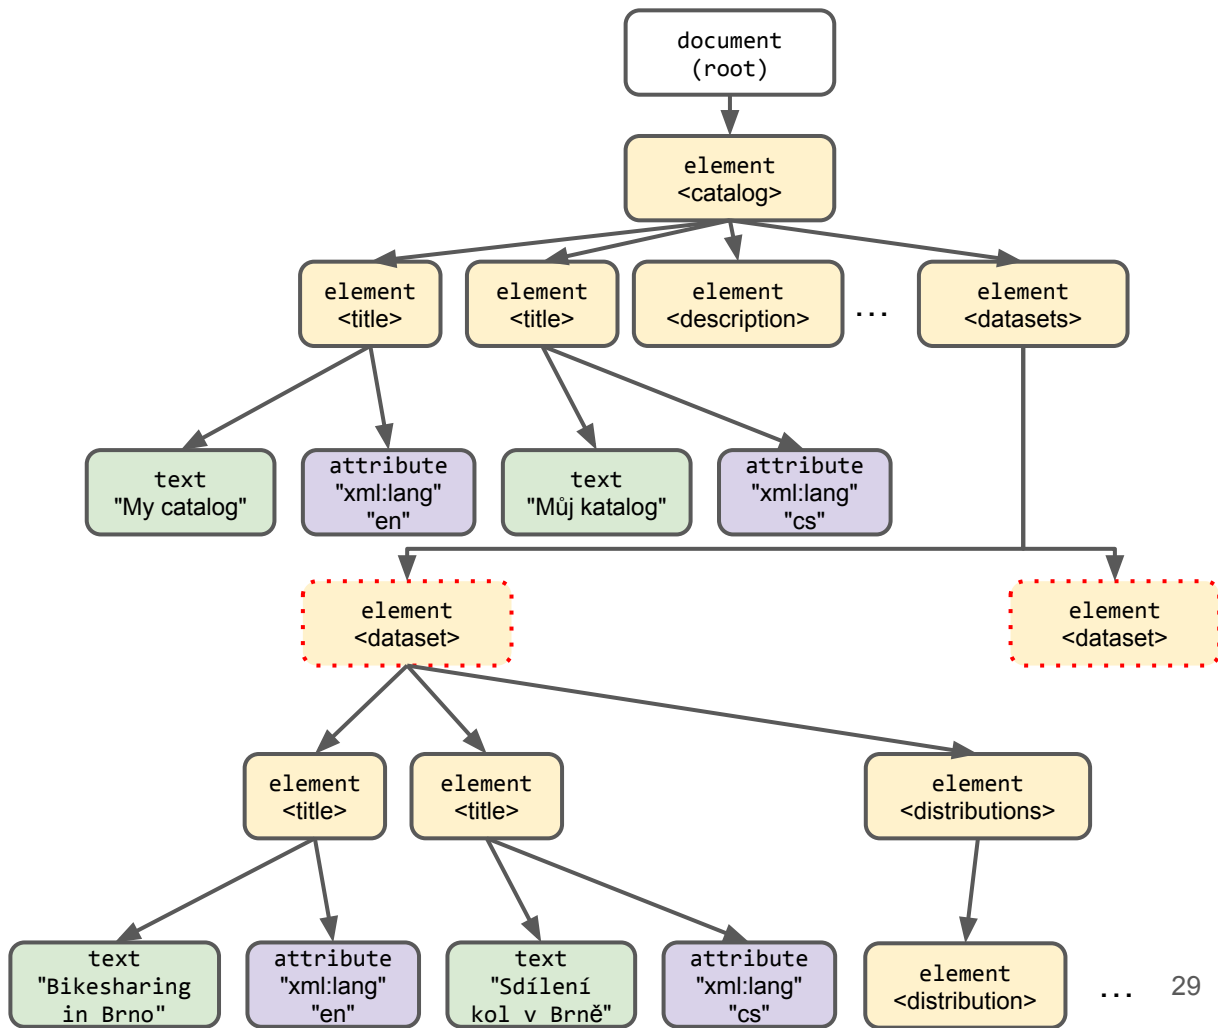 document
(root)
element
<catalog>
element
<title>
element
<title>
element
<description>
...
element
<datasets>
text
"My catalog"
attribute
"xml:lang"
"en"
text
"Můj katalog"
attribute
"xml:lang"
"cs"
element
<dataset>
element
<dataset>
element
<title>
element
<title>
element
<distributions>
text
"Bikesharing
in Brno"
attribute
"xml:lang"
"en"
text
"Sdílení
kol v Brně"
attribute
"xml:lang"
"cs"
element
<distribution>
...
29